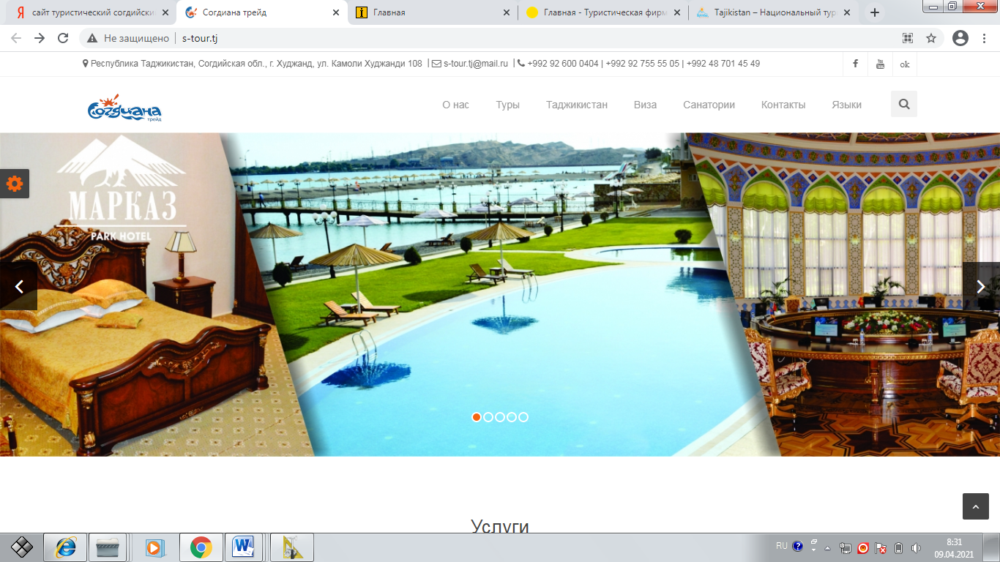 сайт туристический согдийски
Согдиана трейд
Главная
Главная - Туристическая фирм
Tajikistan – Национальный тур
Не защищено
s-tour.tj
Республика Таджикистан, Согдийская обл., г. Худжанд, ул. Камоли Худжанди 108 | s-tour.tj@mail.ru | +992 92 600 0404 | +992 92 755 55 05 | +992 48 701 45 49
ok
Согдиана
трейд
О нас Туры Таджикистан Виза Санатории Контакты Языки
МАРКАЗ
PARK HOTEL
Услуги
RU
8:31
09.04.2021